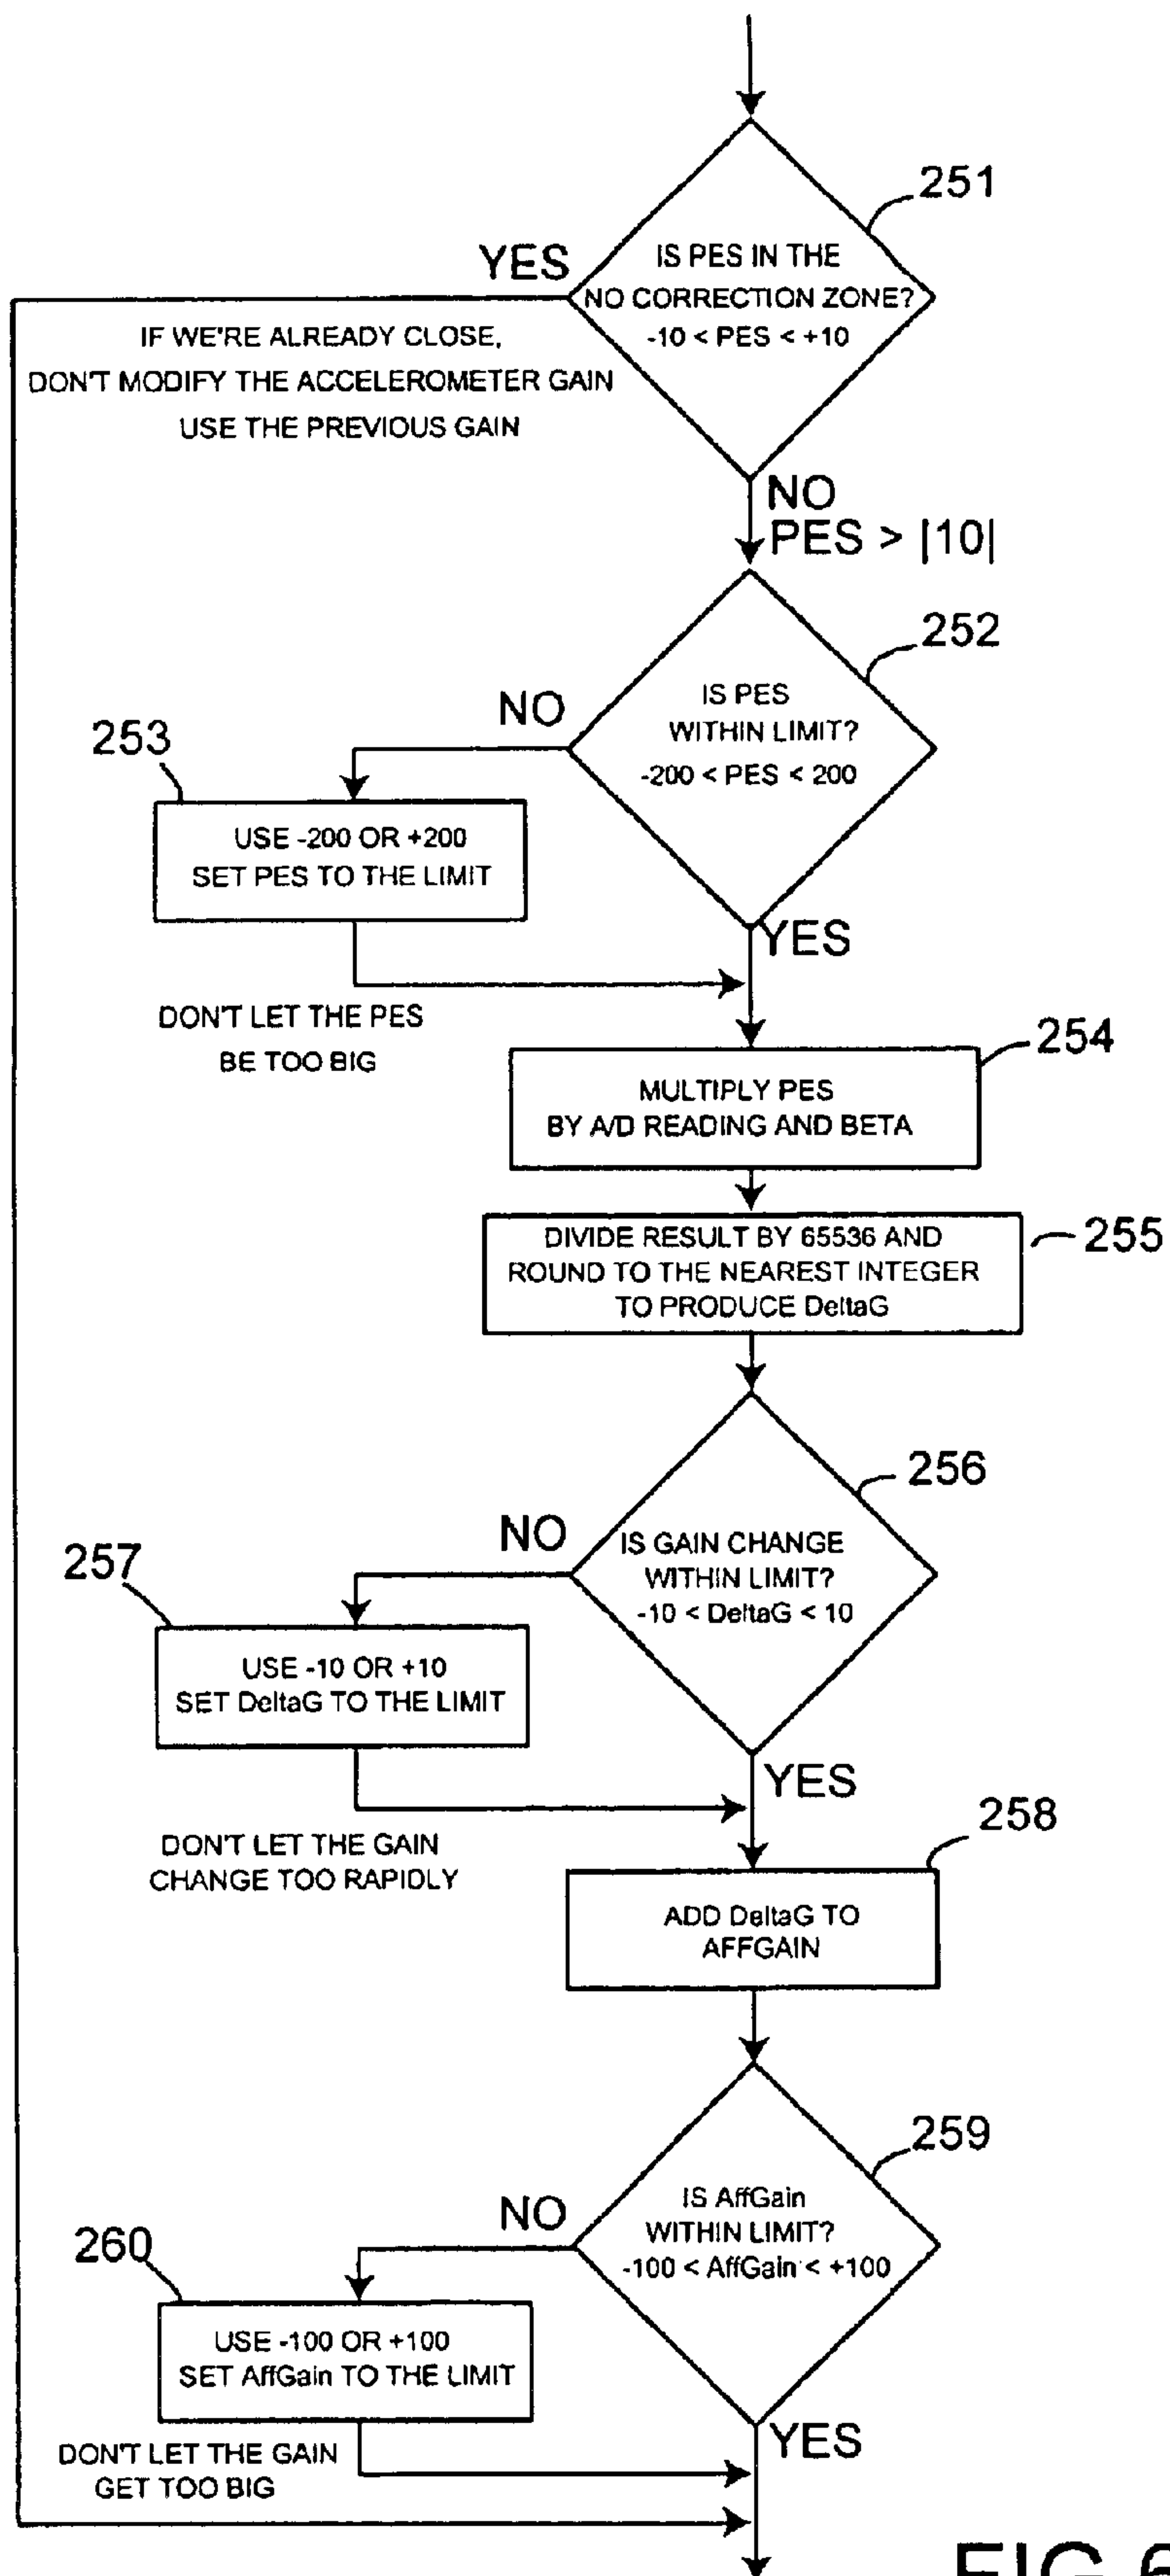 251
IS PES IN THE
NO CORRECTION ZONE?
-10 < PES < +10
YES
IF WE'RE ALREADY CLOSE,
DON'T MODIFY THE ACCELEROMETER GAIN
USE THE PREVIOUS GAIN
NO
PES > |10|
252
IS PES
WITHIN LIMIT?
-200 < PES < 200
NO
253
USE -200 OR +200
SET PES TO THE LIMIT
YES
DON'T LET THE PES
BE TOO BIG
254
MULTIPLY PES
BY A/D READING AND BETA
255
DIVIDE RESULT BY 65536 AND
ROUND TO THE NEAREST INTEGER
TO PRODUCE DeltaG
256
IS GAIN CHANGE
WITHIN LIMIT?
-10 < DeltaG < 10
NO
257
USE -10 OR +10
SET DeltaG TO THE LIMIT
YES
DON'T LET THE GAIN
CHANGE TOO RAPIDLY
258
ADD DeltaG TO
AFFGAIN
259
IS AffGain
WITHIN LIMIT?
-100 < AffGain < +100
NO
260
USE -100 OR +100
SET AffGain TO THE LIMIT
YES
DON'T LET THE GAIN
GET TOO BIG
FIG 6